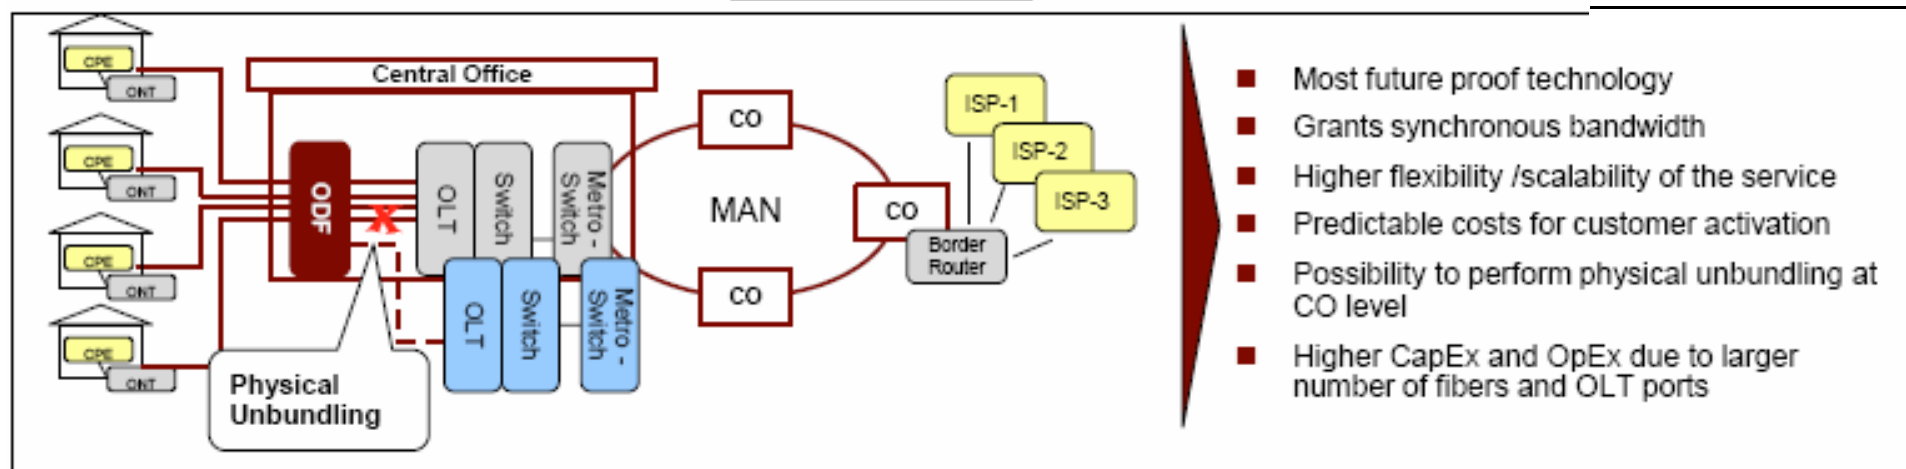 CPE
ONT
CPE
ONT
CPE
ONT
CPE
ONT
Central Office
ODF
OLT
Switch
Metro -
Switch
OLT
Switch
Metro -
Switch
Physical
Unbundling
CO
MAN
CO
CO
ISP-1
ISP-2
ISP-3
Border
Router
Most future proof technology
Grants synchronous bandwidth
Higher flexibility /scalability of the service
Predictable costs for customer activation
Possibility to perform physical unbundling at
CO level
Higher CapEx and OpEx due to larger
number of fibers and OLT ports